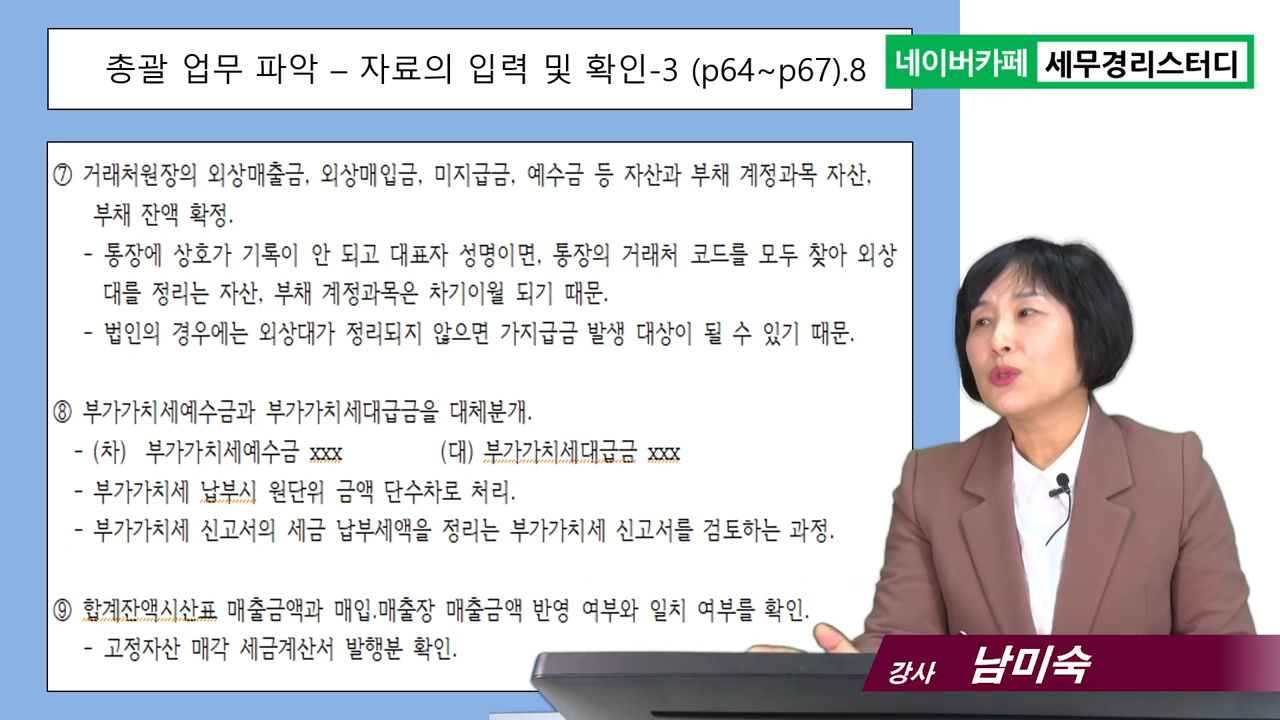 총괄 업무 파악 – 자료의 입력 및 확인-3 (p64~p67).8
네이버카페 세무경리스터디
⑦ 거래처원장의 외상매출금, 외상매입금, 미지급금, 예수금 등 자산과 부채 계정과목 자산,
부채 잔액 확정.
- 통장에 상호가 기록이 안 되고 대표자 성명이면, 통장의 거래처 코드를 모두 찾아 외상
대를 정리는 자산, 부채 계정과목은 차기이월 되기 때문.
- 법인의 경우에는 외상대가 정리되지 않으면 가지급금 발생 대상이 될 수 있기 때문.
⑧ 부가가치세예수금과 부가가치세대급금을 대체분개.
- (차) 부가가치세예수금 xxx (대) 부가가치세대급금 xxx
- 부가가치세 납부시 원단위 금액 단수차로 처리.
- 부가가치세 신고서의 세금 납부세액을 정리는 부가가치세 신고서를 검토하는 과정.
⑨ 합계잔액시산표 매출금액과 매입.매출장 매출금액 반영 여부와 일치 여부를 확인.
- 고정자산 매각 세금계산서 발행분 확인.
강사 남미숙